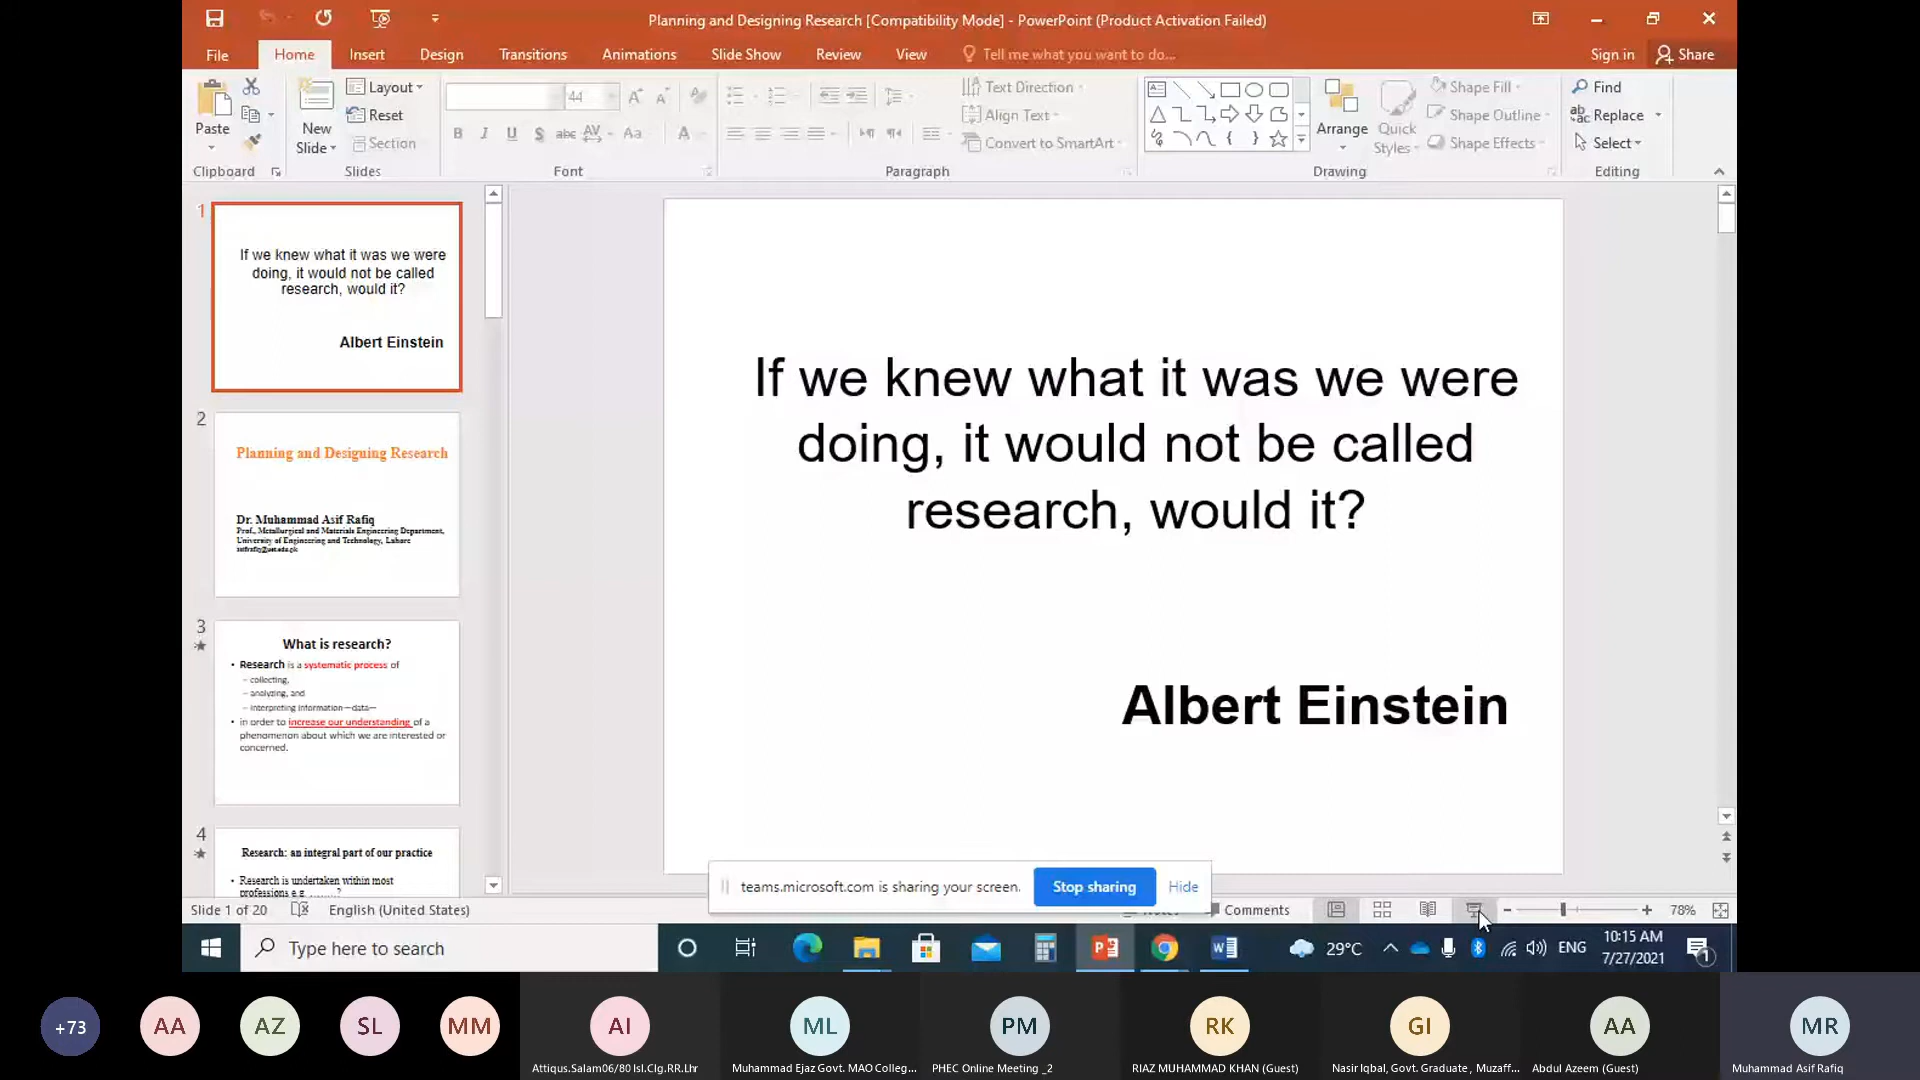 Planning and Designing Research [Compatibility Mode] - PowerPoint (Product Activation Failed)
File Home Insert Design Transitions Animations Slide Show Review View Tell me what you want to do... Sign in Share
Paste
New Slide
Layout
Reset
Section
44
Text Direction
Align Text
Convert to SmartArt
Arrange
Quick Styles
Shape Fill
Shape Outline
Shape Effects
Find
Replace
Select
Clipboard Slides Font Paragraph Drawing Editing
1
If we knew what it was we were
doing, it would not be called
research, would it?
Albert Einstein
2
Planning and Designing Research
Dr. Muhammad Asif Rafiq
Prof., Metallurgical and Materials Engineering Department,
University of Engineering and Technology, Lahore
3
What is research?
• Research is a systematic process of
– collecting,
– analyzing, and
– interpreting information—data—
• in order to increase our understanding of a
phenomenon about which we are interested or
concerned.
4
Research: an integral part of our practice
• Research is undertaken within most
professions e.g. ........?
If we knew what it was we were
doing, it would not be called
research, would it?
Albert Einstein
teams.microsoft.com is sharing your screen. Stop sharing Hide
Slide 1 of 20 English (United States) Notes Comments 78%
Type here to search
29°C ENG
10:15 AM
7/27/2021
+73 AA AZ SL MM AI ML PM RK GI AA MR
Attiqus.Salam06/80 Isl.Clg.RR.Lhr
Muhammad Ejaz Govt. MAO Colleg...
PHEC Online Meeting _2
RIAZ MUHAMMAD KHAN (Guest)
Nasir Iqbal, Govt. Graduate , Muzaff...
Abdul Azeem (Guest)
Muhammad Asif Rafiq